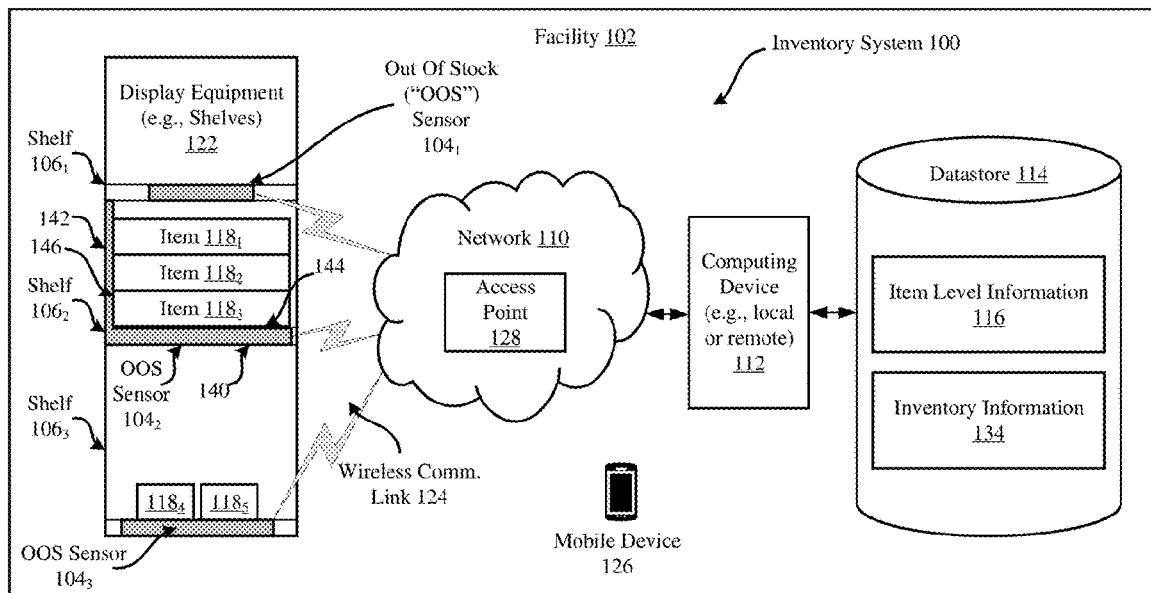 Facility 102
Inventory System 100
Out Of Stock
("OOS")
Sensor
104₁
Display Equipment
(e.g., Shelves)
122
Shelf
106₁
142
146
Shelf
106₂
Item 118₁
Item 118₂
Item 118₃
144
OOS
Sensor
104₂
140
Shelf
106₃
118₄
118₅
OOS Sensor
104₃
Wireless Comm.
Link 124
Network 110
Access
Point
128
Mobile Device
126
Computing
Device
(e.g., local
or remote)
112
Datastore 114
Item Level Information
116
Inventory Information
134